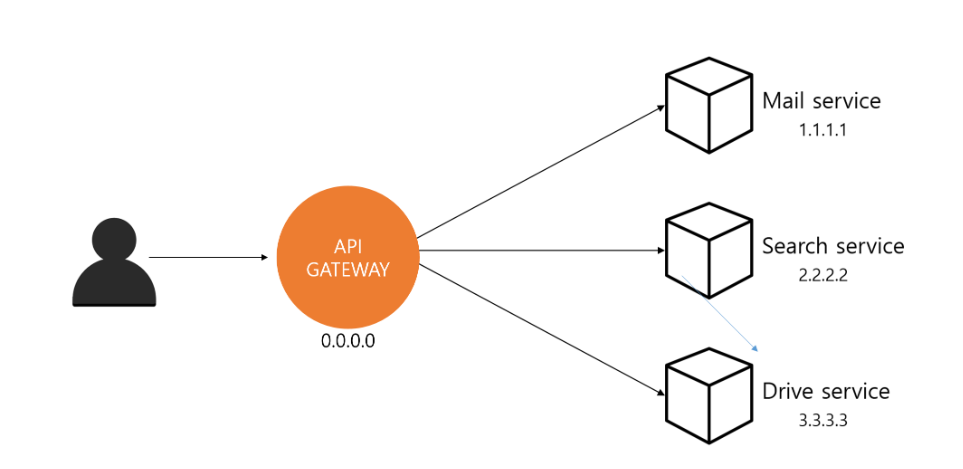 Mail service
1.1.1.1
API
GATEWAY
0.0.0.0
Search service
2.2.2.2
Drive service
3.3.3.3